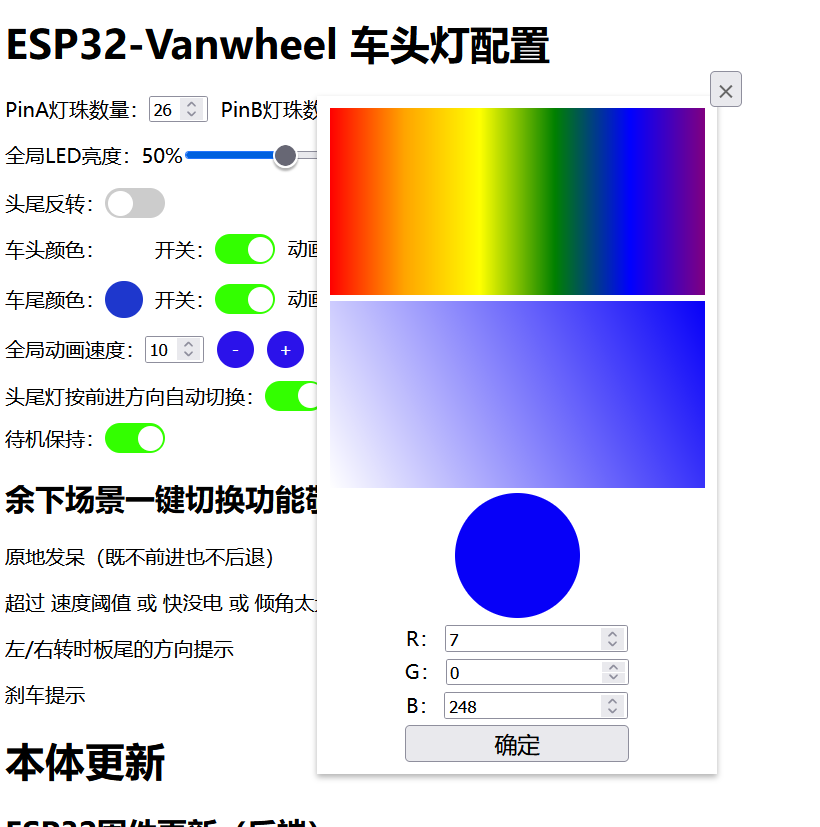 ESP32-Vanwheel 车头灯配置
PinA灯珠数量：26 PinB灯珠数
全局LED亮度：50%
头尾反转：
车头颜色： 开关： 动画
车尾颜色： 开关： 动画
全局动画速度：10 - +
头尾灯按前进方向自动切换：
待机保持：
余下场景一键切换功能
原地发呆（既不前进也不后退）
超过 速度阈值 或 快没电 或 倾角太
左/右转时板尾的方向提示
刹车提示
本体更新
ESP32固件更新（后端）
×
R： 7
G： 0
B： 248
确定